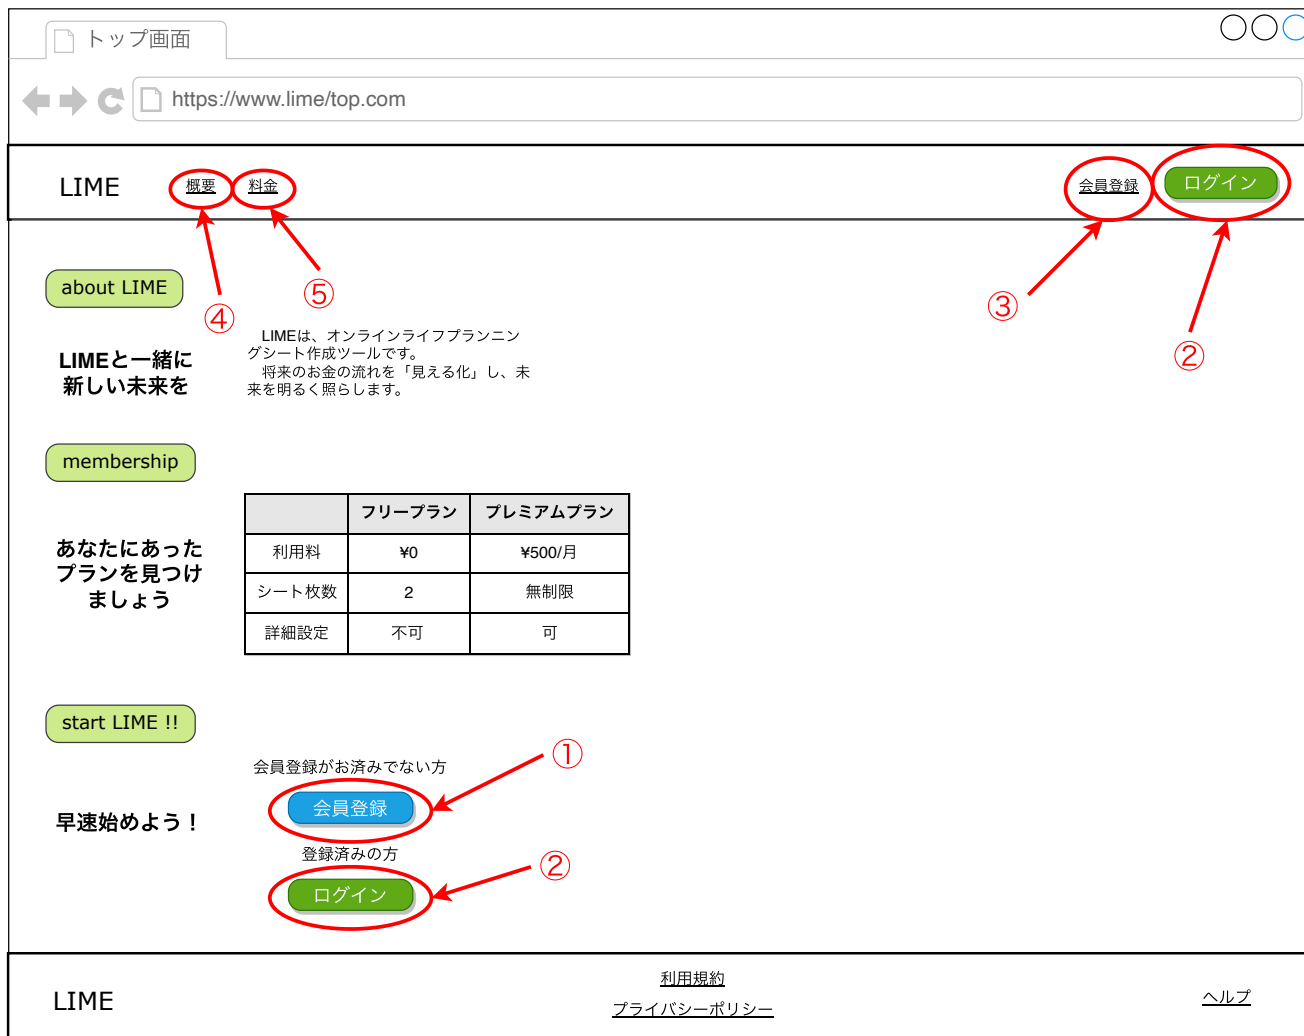 トップ画面
https://www.lime/top.com
LIME 概要 料金 会員登録 ログイン
④ ⑤ ③ ②
about LIME
LIMEと一緒に
新しい未来を
LIMEは、オンラインライフプランニン
グシート作成ツールです。
将来のお金の流れを「見える化」し、未
来を明るく照らします。
membership
あなたにあった
プランを見つけ
ましょう
フリープラン プレミアムプラン
利用料 ¥0 ¥500/月
シート枚数 2 無制限
詳細設定 不可 可
start LIME !!
早速始めよう！
会員登録がお済みでない方
①
会員登録
登録済みの方
②
ログイン
LIME
利用規約
プライバシーポリシー
ヘルプ